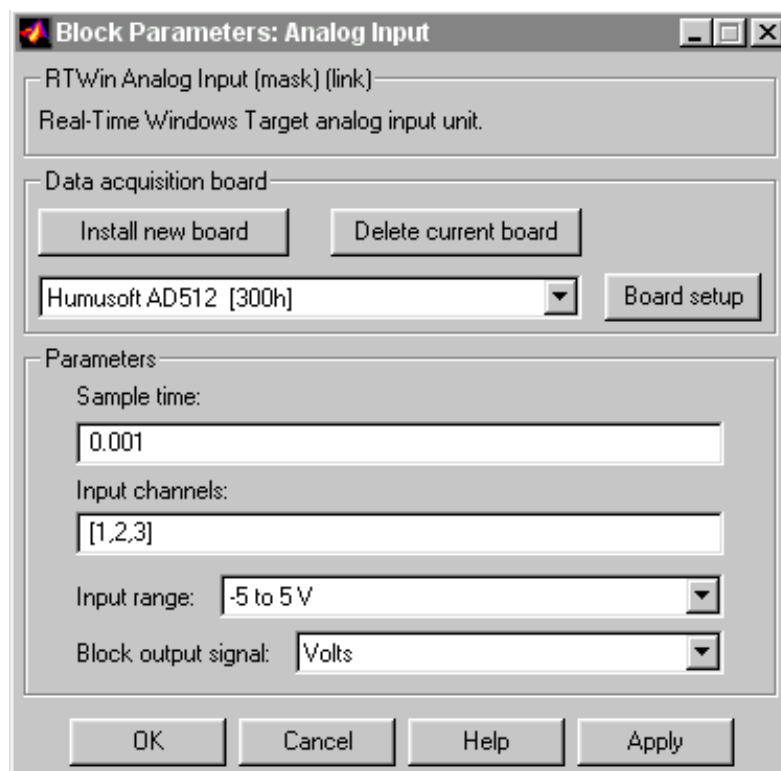 Block Parameters: Analog Input
RTWin Analog Input (mask) (link)
Real-Time Windows Target analog input unit.
Data acquisition board
Install new board Delete current board
Humusoft AD512 [300h] Board setup
Parameters
Sample time:
0.001
Input channels:
[1,2,3]
Input range: -5 to 5 V
Block output signal: Volts
OK Cancel Help Apply